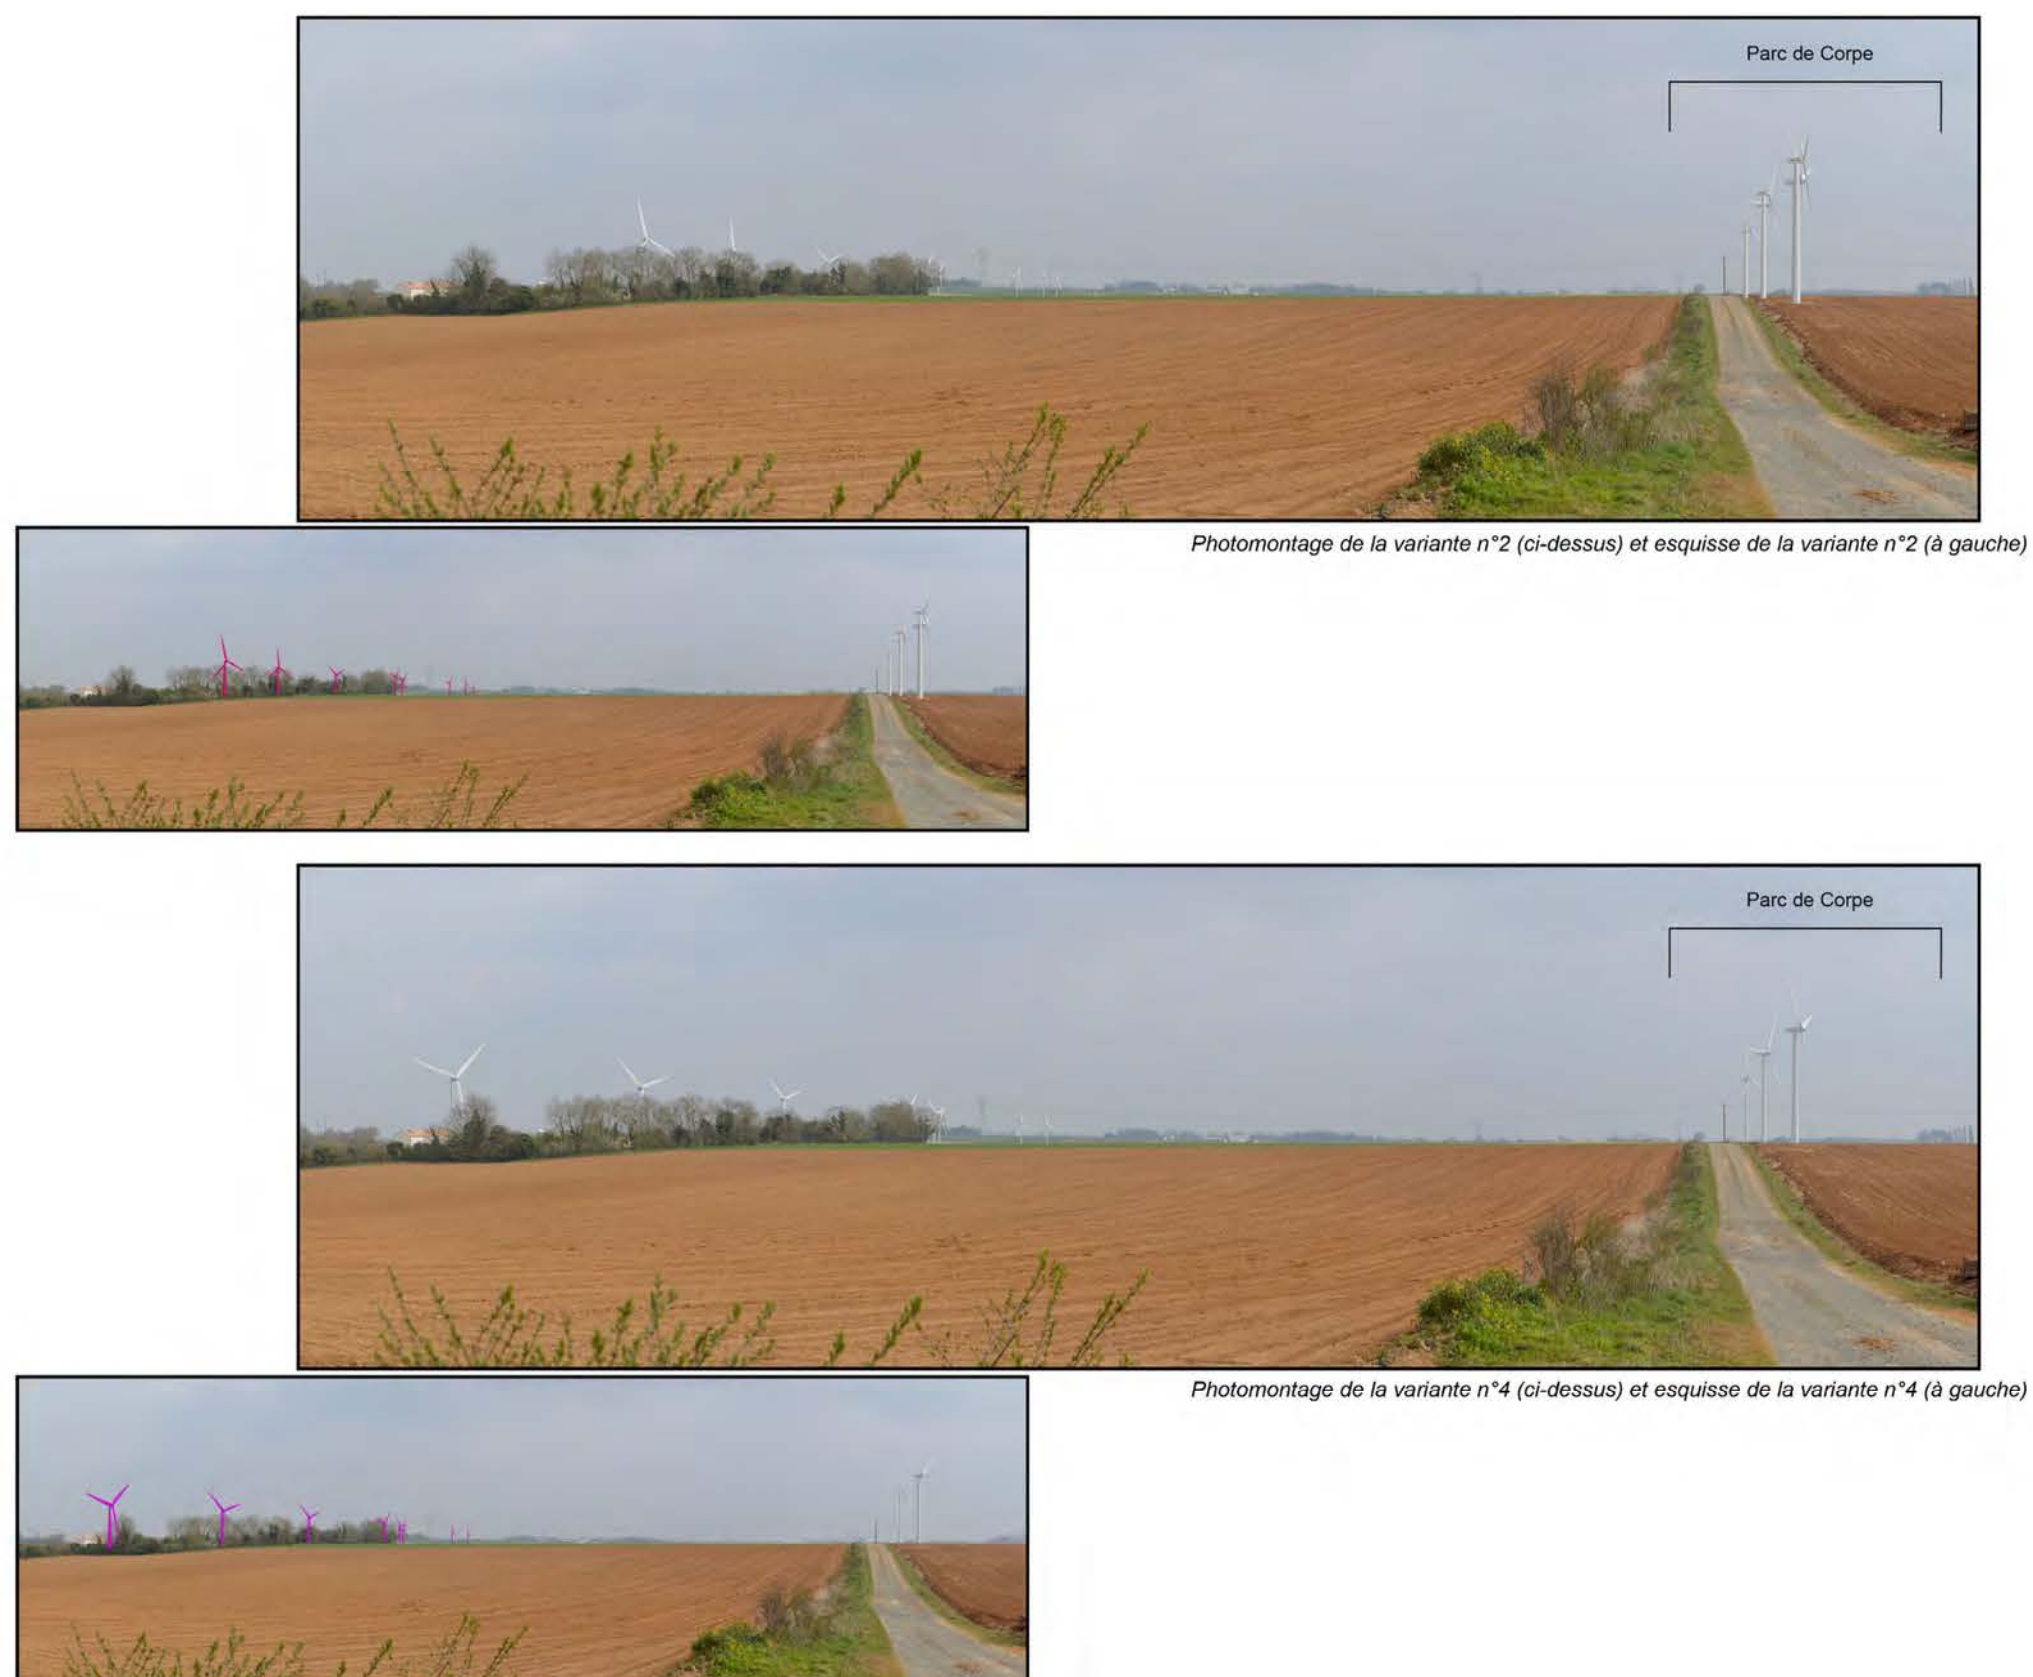 Parc de Corpe
Photomontage de la variante n°2 (ci-dessus) et esquisse de la variante n°2 (à gauche)
Parc de Corpe
Photomontage de la variante n°4 (ci-dessus) et esquisse de la variante n°4 (à gauche)